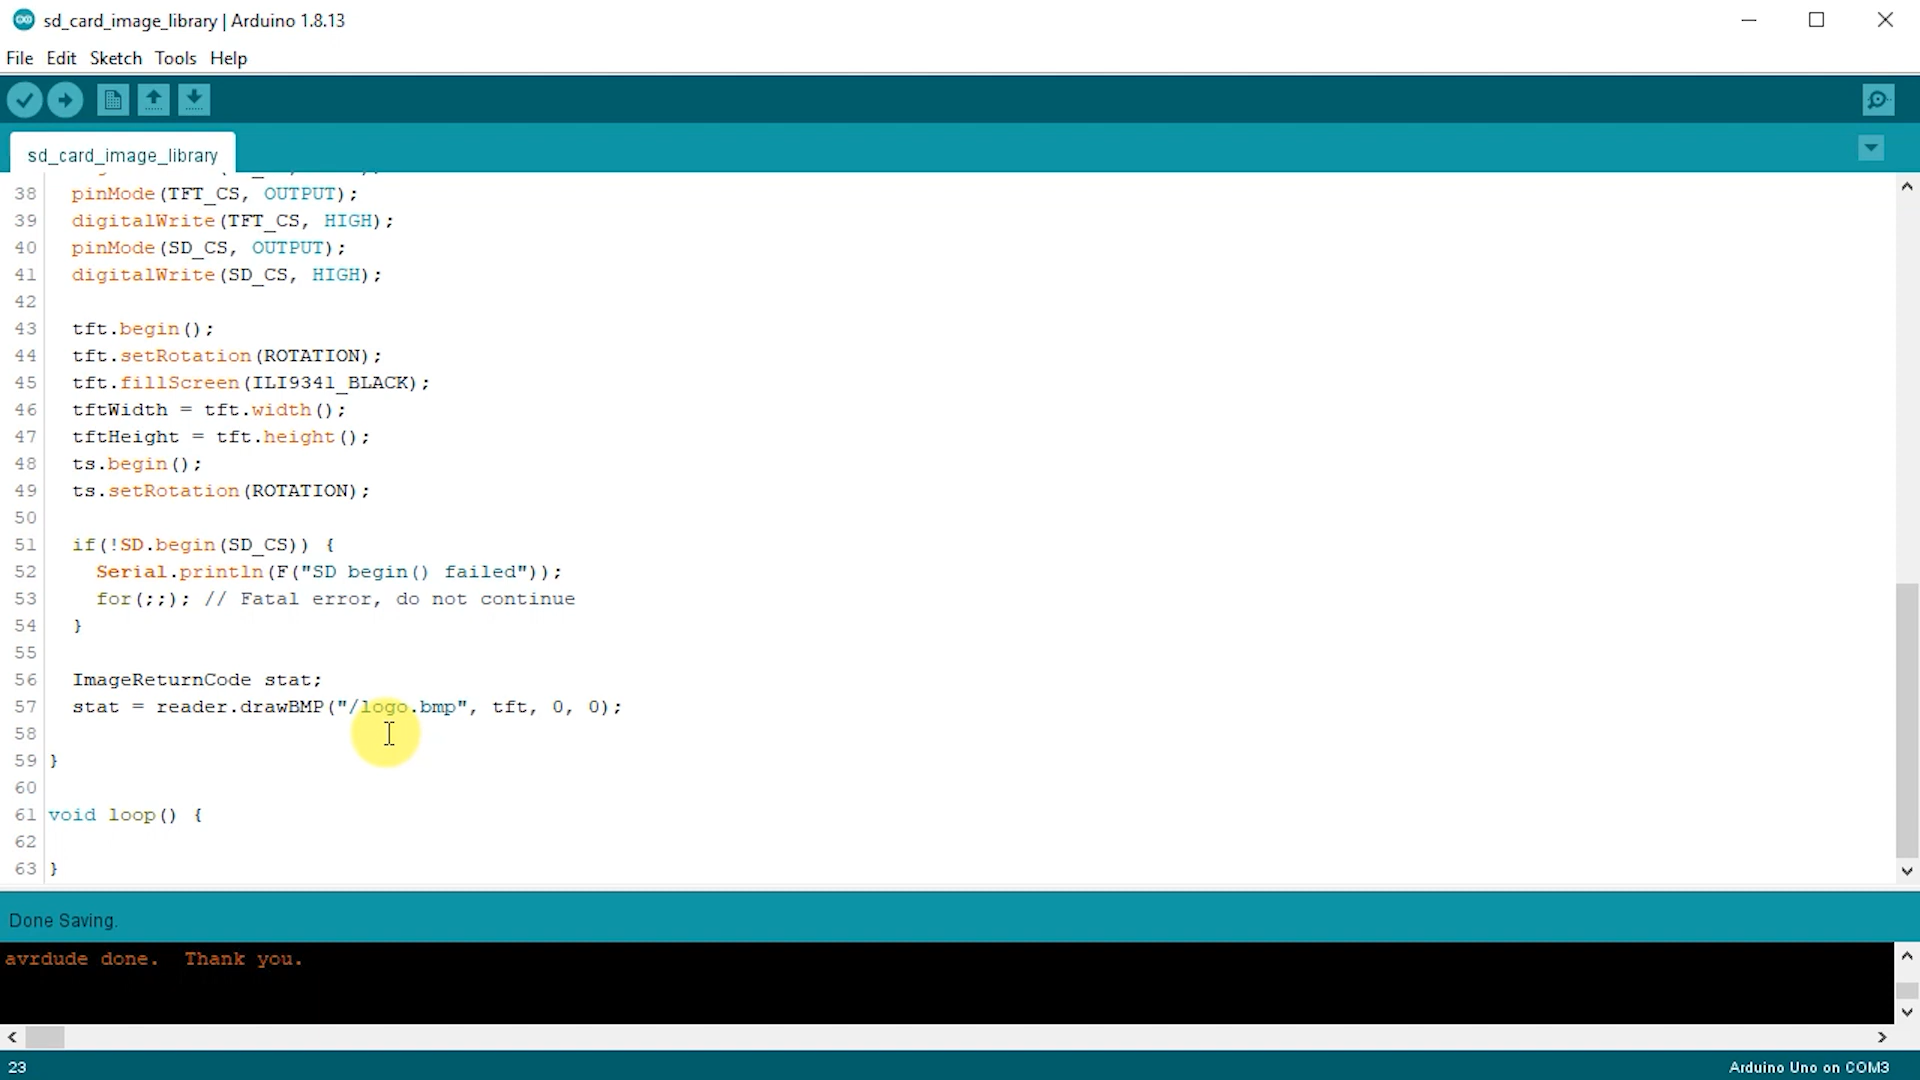 sd_card_image_library | Arduino 1.8.13
File Edit Sketch Tools Help
sd_card_image_library
38 pinMode(TFT_CS, OUTPUT);
39 digitalWrite(TFT_CS, HIGH);
40 pinMode(SD_CS, OUTPUT);
41 digitalWrite(SD_CS, HIGH);
42
43 tft.begin();
44 tft.setRotation(ROTATION);
45 tft.fillScreen(ILI9341_BLACK);
46 tftWidth = tft.width();
47 tftHeight = tft.height();
48 ts.begin();
49 ts.setRotation(ROTATION);
50
51 if(!SD.begin(SD_CS)) {
52 Serial.println(F("SD begin() failed"));
53 for(;;); // Fatal error, do not continue
54 }
55
56 ImageReturnCode stat;
57 stat = reader.drawBMP("/logo.bmp", tft, 0, 0);
58
59 }
60
61 void loop() {
62
63 }
Done Saving.
avrdude done.  Thank you.
23 Arduino Uno on COM3